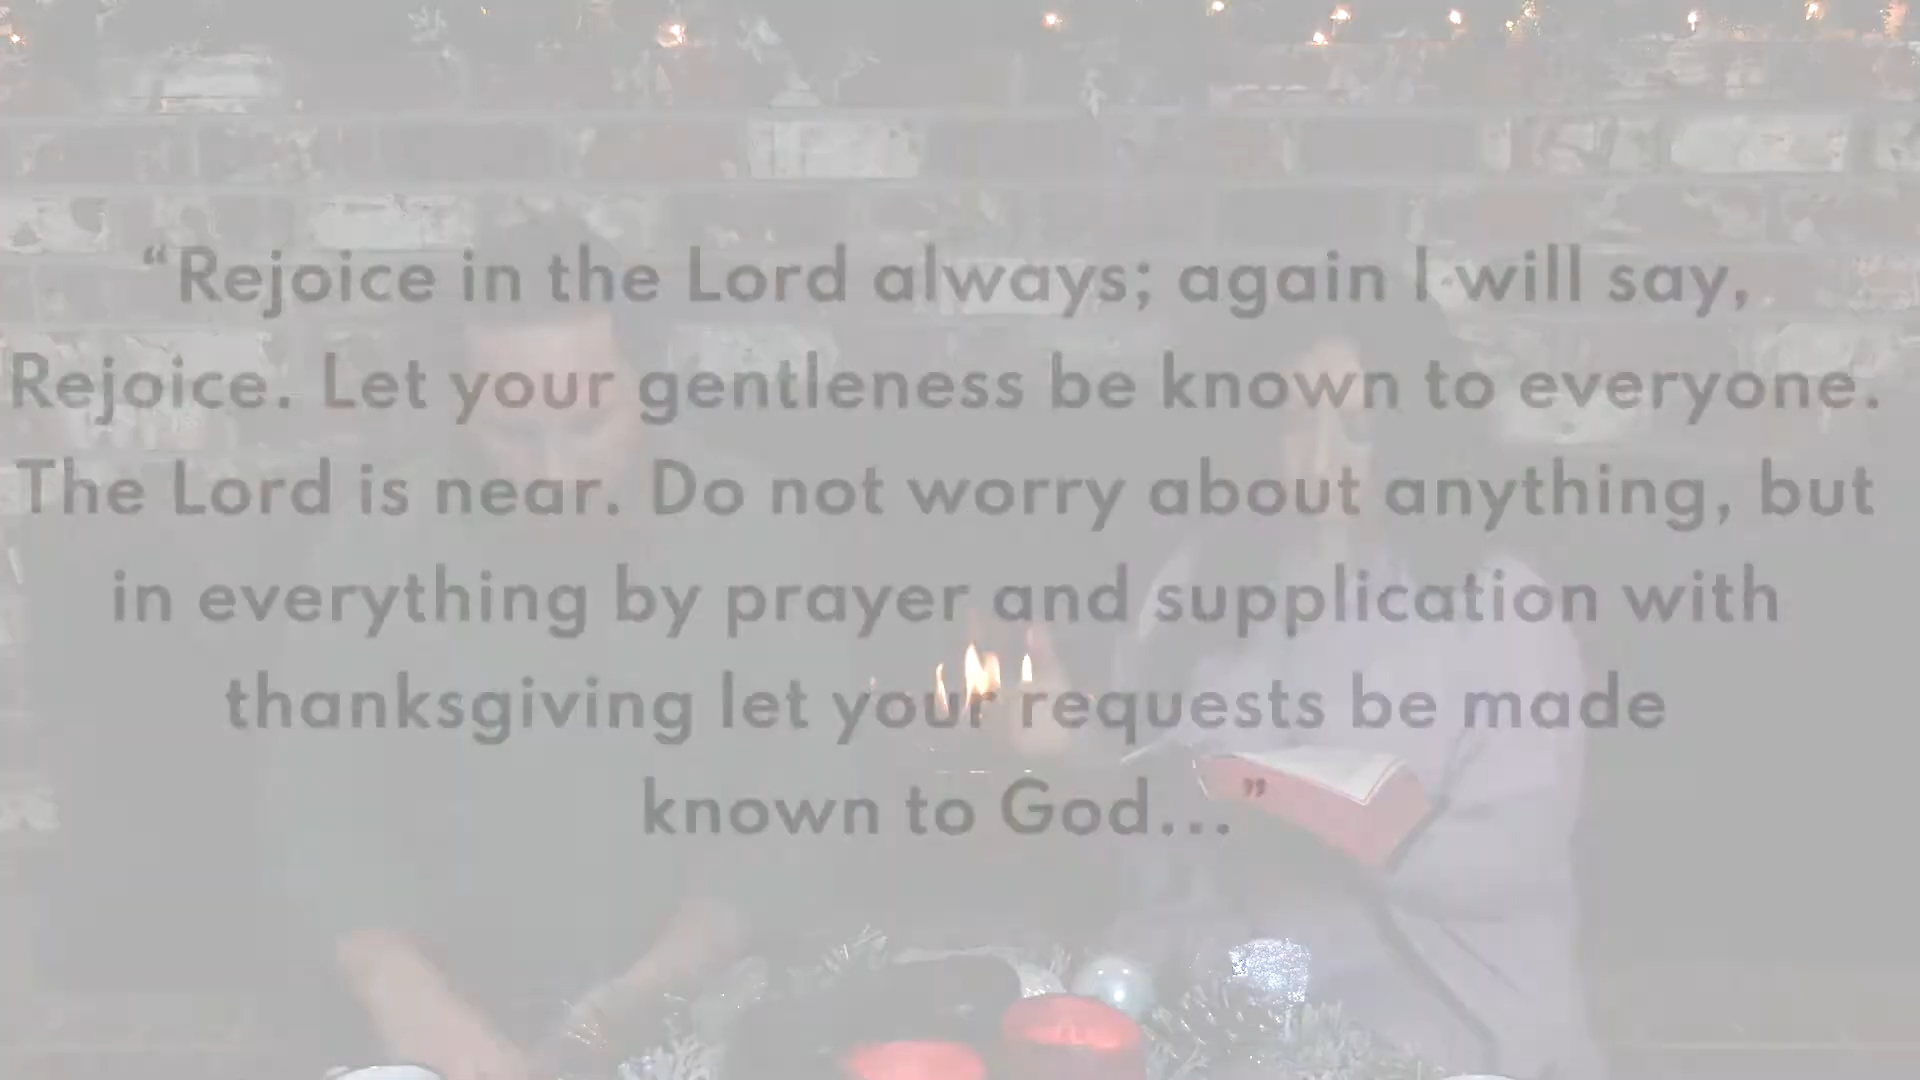 “Rejoice in the Lord always; again I will say,
Rejoice. Let your gentleness be known to everyone.
The Lord is near. Do not worry about anything, but
in everything by prayer and supplication with
thanksgiving let your requests be made
known to God... ”